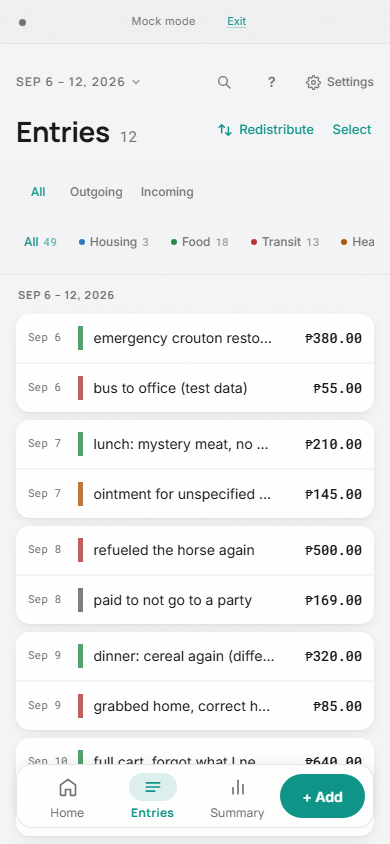 Mock mode Exit
SEP 6 – 12, 2026 ? Settings
Entries 12 Redistribute Select
All Outgoing Incoming
All 49 Housing 3 Food 18 Transit 13 Hea
SEP 6 – 12, 2026
Sep 6 emergency crouton resto... ₱380.00
Sep 6 bus to office (test data) ₱55.00
Sep 7 lunch: mystery meat, no ... ₱210.00
Sep 7 ointment for unspecified ... ₱145.00
Sep 8 refueled the horse again ₱500.00
Sep 8 paid to not go to a party ₱169.00
Sep 9 dinner: cereal again (diffe... ₱320.00
Sep 9 grabbed home, correct h... ₱85.00
Sep 10 full cart, forgot what I ne... ₱640.00
Home Entries Summary + Add